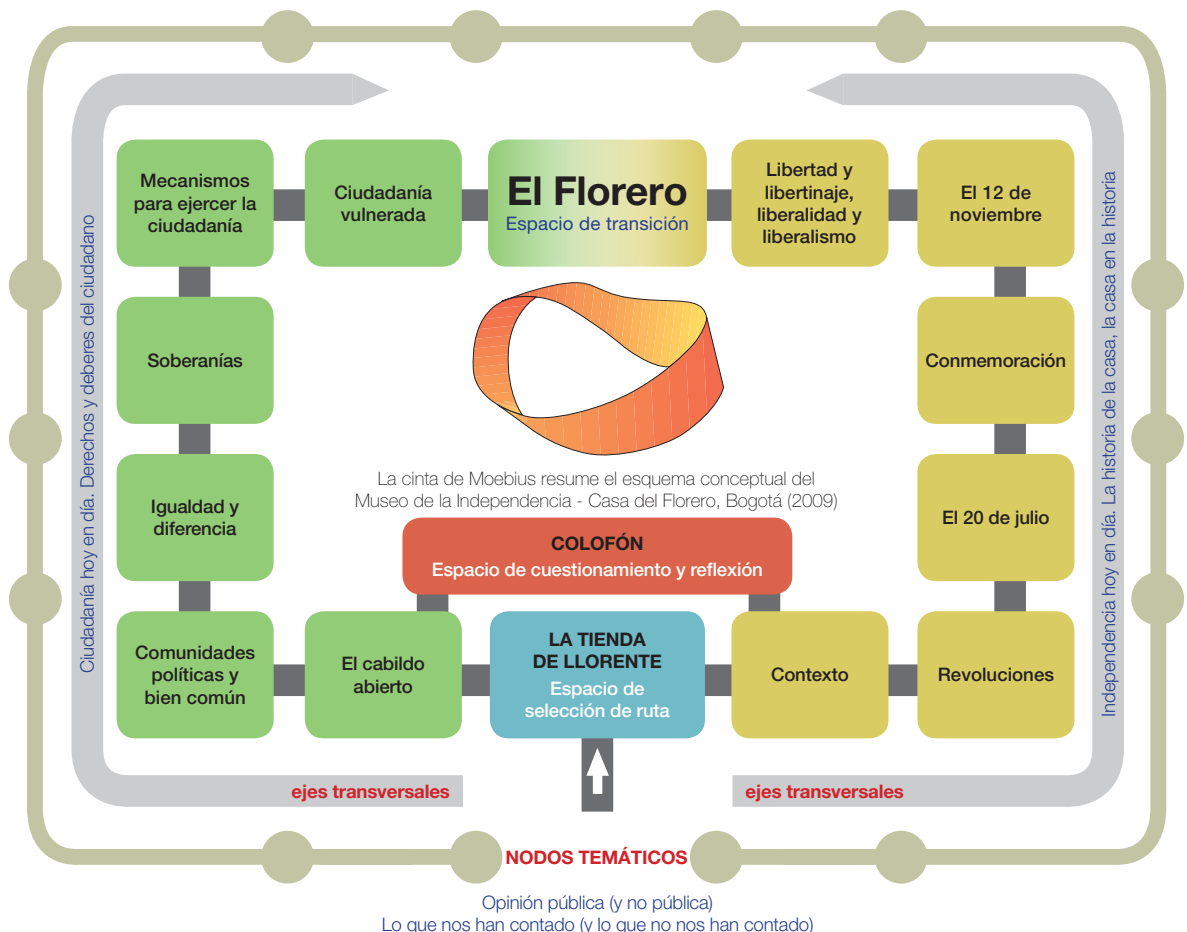 Mecanismos
para ejercer la
ciudadanía
Ciudadanía
vulnerada
El Florero
Espacio de transición
Libertad y
libertinaje,
liberalidad y
liberalismo
El 12 de
noviembre
Soberanías
Conmemoración
Igualdad y
diferencia
El 20 de julio
La cinta de Moebius resume el esquema conceptual del
Museo de la Independencia - Casa del Florero, Bogotá (2009)
COLOFÓN
Espacio de cuestionamiento y reflexión
Comunidades
políticas y
bien común
El cabildo
abierto
LA TIENDA
DE LLORENTE
Espacio de
selección de ruta
Contexto
Revoluciones
Ciudadanía hoy en día. Derechos y deberes del ciudadano
Independencia hoy en día. La historia de la casa, la casa en la historia
ejes transversales
ejes transversales
NODOS TEMÁTICOS
Opinión pública (y no pública)
Lo que nos han contado (y lo que no nos han contado)